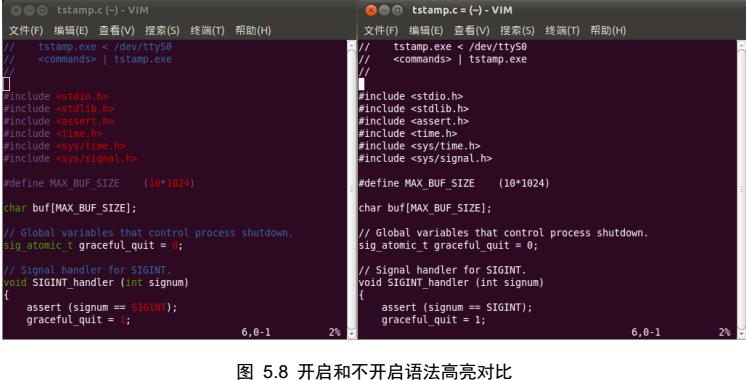 tstamp.c (~) - VIM
文件(F) 编辑(E) 查看(V) 搜索(S) 终端(T) 帮助(H)
//    tstamp.exe < /dev/ttyS0
//    <commands> | tstamp.exe
//
#include <stdio.h>
#include <stdlib.h>
#include <assert.h>
#include <time.h>
#include <sys/time.h>
#include <sys/signal.h>
#define MAX_BUF_SIZE    (10*1024)
char buf[MAX_BUF_SIZE];
// Global variables that control process shutdown.
sig_atomic_t graceful_quit = 0;
// Signal handler for SIGINT.
void SIGINT_handler (int signum)
{
    assert (signum == SIGINT);
    graceful_quit = 1;
6,0-1    2%
tstamp.c = (~) - VIM
文件(F) 编辑(E) 查看(V) 搜索(S) 终端(T) 帮助(H)
//    tstamp.exe < /dev/ttyS0
//    <commands> | tstamp.exe
//
#include <stdio.h>
#include <stdlib.h>
#include <assert.h>
#include <time.h>
#include <sys/time.h>
#include <sys/signal.h>
#define MAX_BUF_SIZE    (10*1024)
char buf[MAX_BUF_SIZE];
// Global variables that control process shutdown.
sig_atomic_t graceful_quit = 0;
// Signal handler for SIGINT.
void SIGINT_handler (int signum)
{
    assert (signum == SIGINT);
    graceful_quit = 1;
6,0-1    2%
图 5.8 开启和不开启语法高亮对比